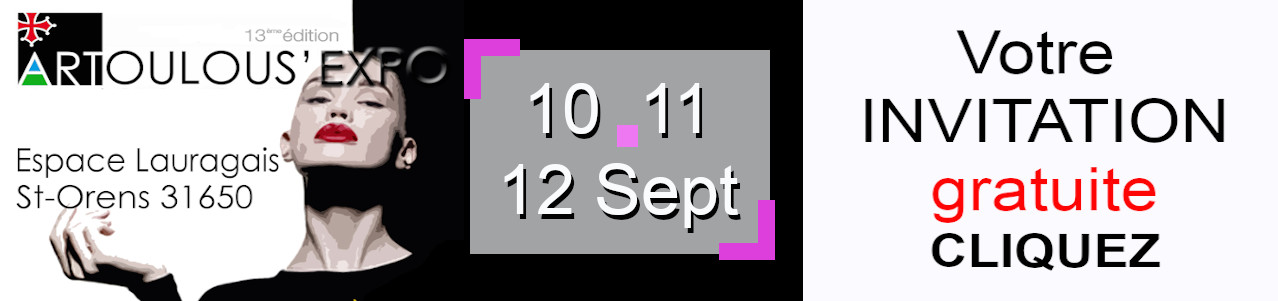 13ème édition
ARTOULOUS'EXPO
Espace Lauragais
St-Orens 31650
10 . 11
12 Sept
Votre
INVITATION
gratuite
CLIQUEZ